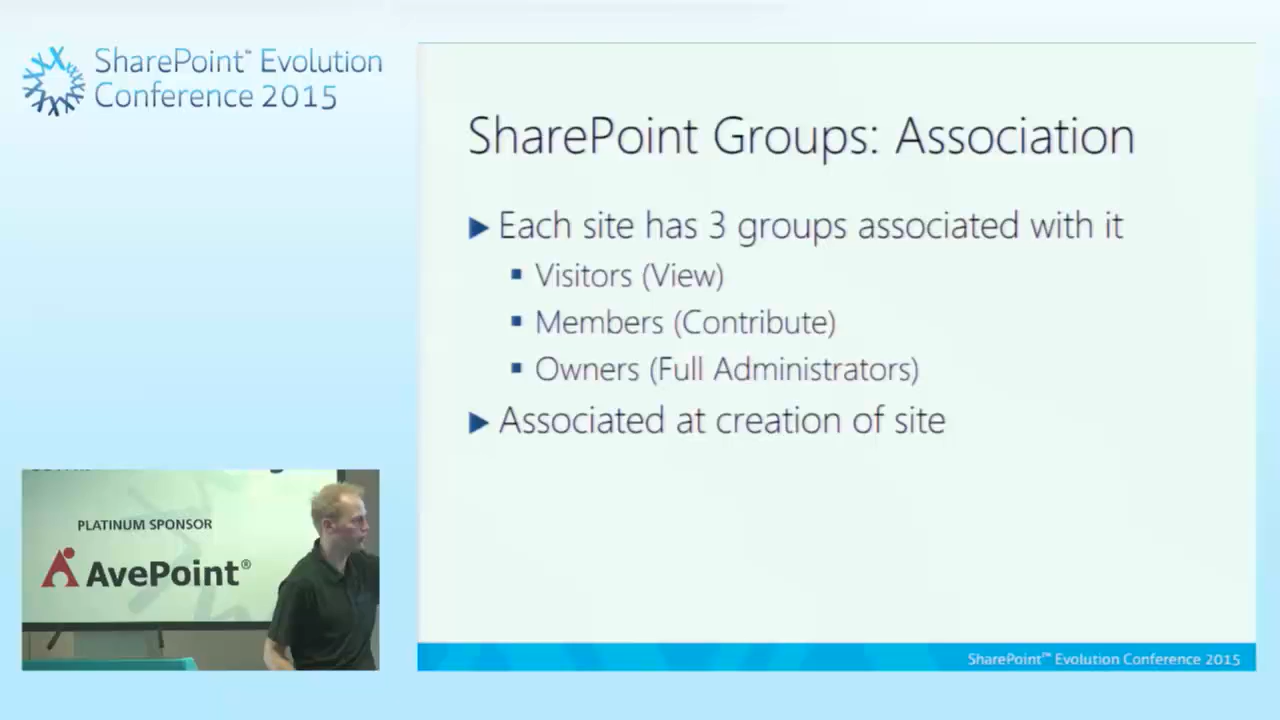 SharePoint™ Evolution
Conference 2015
SharePoint Groups: Association
Each site has 3 groups associated with it
Visitors (View)
Members (Contribute)
Owners (Full Administrators)
Associated at creation of site
PLATINUM SPONSOR
AvePoint®
SharePoint™ Evolution Conference 2015